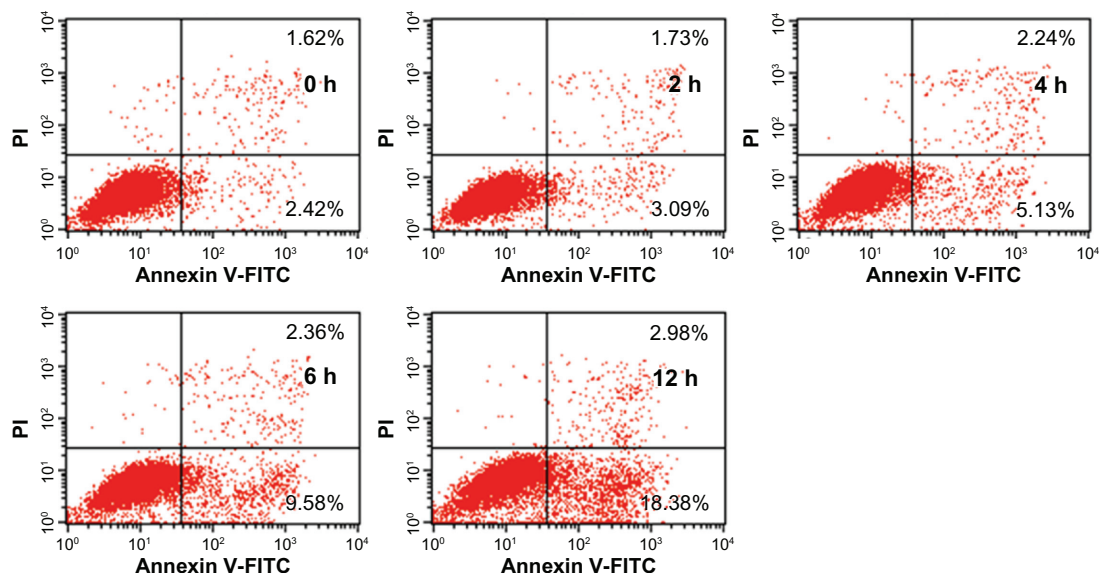 10⁴ 10³ 10² 10¹ 10⁰
PI
1.62%
0 h
2.42%
10⁰ 10¹ 10² 10³ 10⁴
Annexin V-FITC
10⁴ 10³ 10² 10¹ 10⁰
PI
1.73%
2 h
3.09%
10⁰ 10¹ 10² 10³ 10⁴
Annexin V-FITC
10⁴ 10³ 10² 10¹ 10⁰
PI
2.24%
4 h
5.13%
10⁰ 10¹ 10² 10³ 10⁴
Annexin V-FITC
10⁴ 10³ 10² 10¹ 10⁰
PI
2.36%
6 h
9.58%
10⁰ 10¹ 10² 10³ 10⁴
Annexin V-FITC
10⁴ 10³ 10² 10¹ 10⁰
PI
2.98%
12 h
18.38%
10⁰ 10¹ 10² 10³ 10⁴
Annexin V-FITC